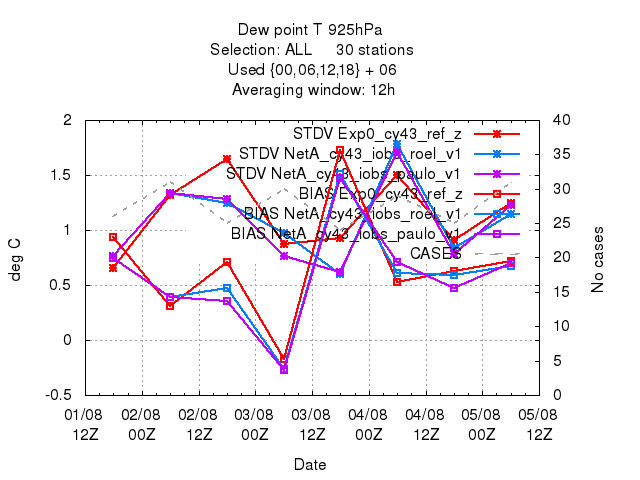 Dew point T 925hPa
Selection: ALL 30 stations
Used {00,06,12,18} + 06
Averaging window: 12h
2
1.5
1
0.5
0
-0.5
deg C
40
35
30
25
20
15
10
5
0
No cases
STDV Exp0_cy43_ref_z
STDV NetA_cy43_iobs_roel_v1
STDV NetA_cy43_iobs_paulo_v1
BIAS Exp0_cy43_ref_z
BIAS NetA_cy43_iobs_roel_v1
BIAS NetA_cy43_iobs_paulo_v1
CASES
01/08 02/08 02/08 03/08 03/08 04/08 04/08 05/08 05/08
12Z 00Z 12Z 00Z 12Z 00Z 12Z 00Z 12Z
Date